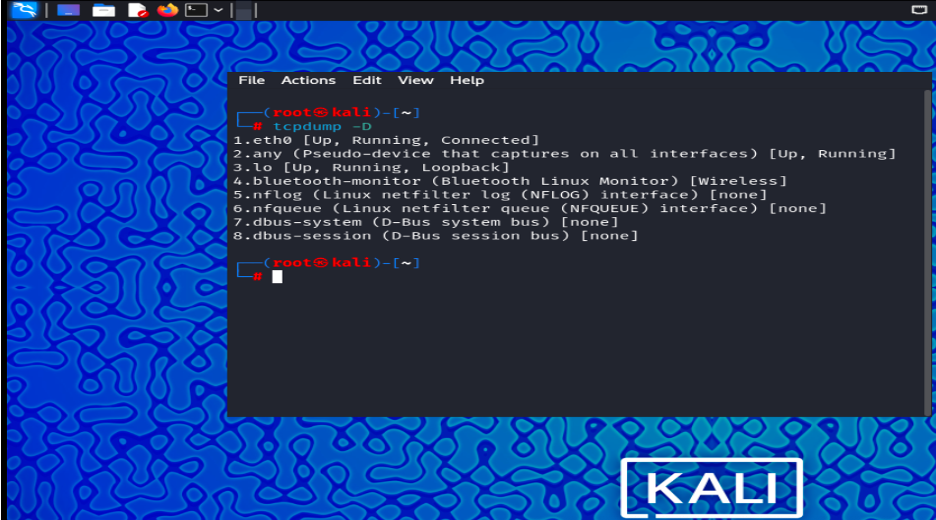 File Actions Edit View Help
┌──(root㉿kali)-[~]
└─# tcpdump -D
1.eth0 [Up, Running, Connected]
2.any (Pseudo-device that captures on all interfaces) [Up, Running]
3.lo [Up, Running, Loopback]
4.bluetooth-monitor (Bluetooth Linux Monitor) [Wireless]
5.nflog (Linux netfilter log (NFLOG) interface) [none]
6.nfqueue (Linux netfilter queue (NFQUEUE) interface) [none]
7.dbus-system (D-Bus system bus) [none]
8.dbus-session (D-Bus session bus) [none]
┌──(root㉿kali)-[~]
└─#
KALI